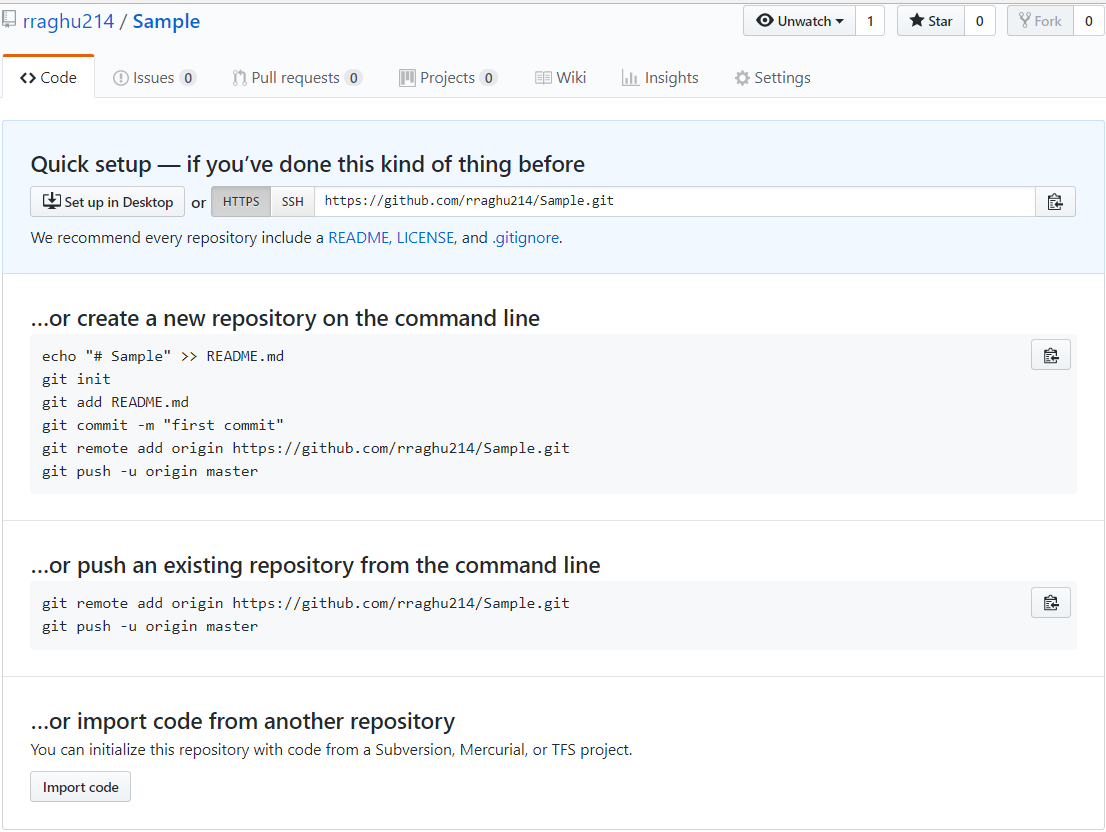 rraghu214 / Sample
Unwatch 1 Star 0 Fork 0
Code Issues 0 Pull requests 0 Projects 0 Wiki Insights Settings
Quick setup — if you’ve done this kind of thing before
Set up in Desktop or HTTPS SSH https://github.com/rraghu214/Sample.git
We recommend every repository include a README, LICENSE, and .gitignore.
…or create a new repository on the command line
echo "# Sample" >> README.md
git init
git add README.md
git commit -m "first commit"
git remote add origin https://github.com/rraghu214/Sample.git
git push -u origin master
…or push an existing repository from the command line
git remote add origin https://github.com/rraghu214/Sample.git
git push -u origin master
…or import code from another repository
You can initialize this repository with code from a Subversion, Mercurial, or TFS project.
Import code